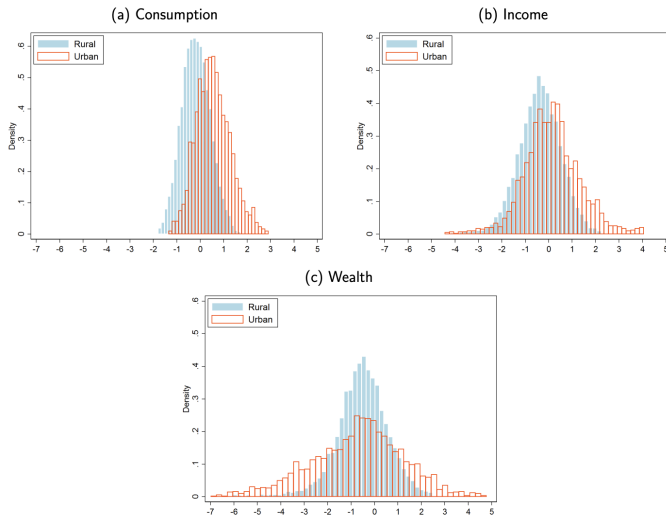 (a) Consumption
Rural
Urban
Density
0 .1 .2 .3 .4 .5 .6
-7 -6 -5 -4 -3 -2 -1 0 1 2 3 4 5
(b) Income
Rural
Urban
Density
0 .1 .2 .3 .4 .5 .6
-7 -6 -5 -4 -3 -2 -1 0 1 2 3 4 5
(c) Wealth
Rural
Urban
Density
0 .1 .2 .3 .4 .5 .6
-7 -6 -5 -4 -3 -2 -1 0 1 2 3 4 5